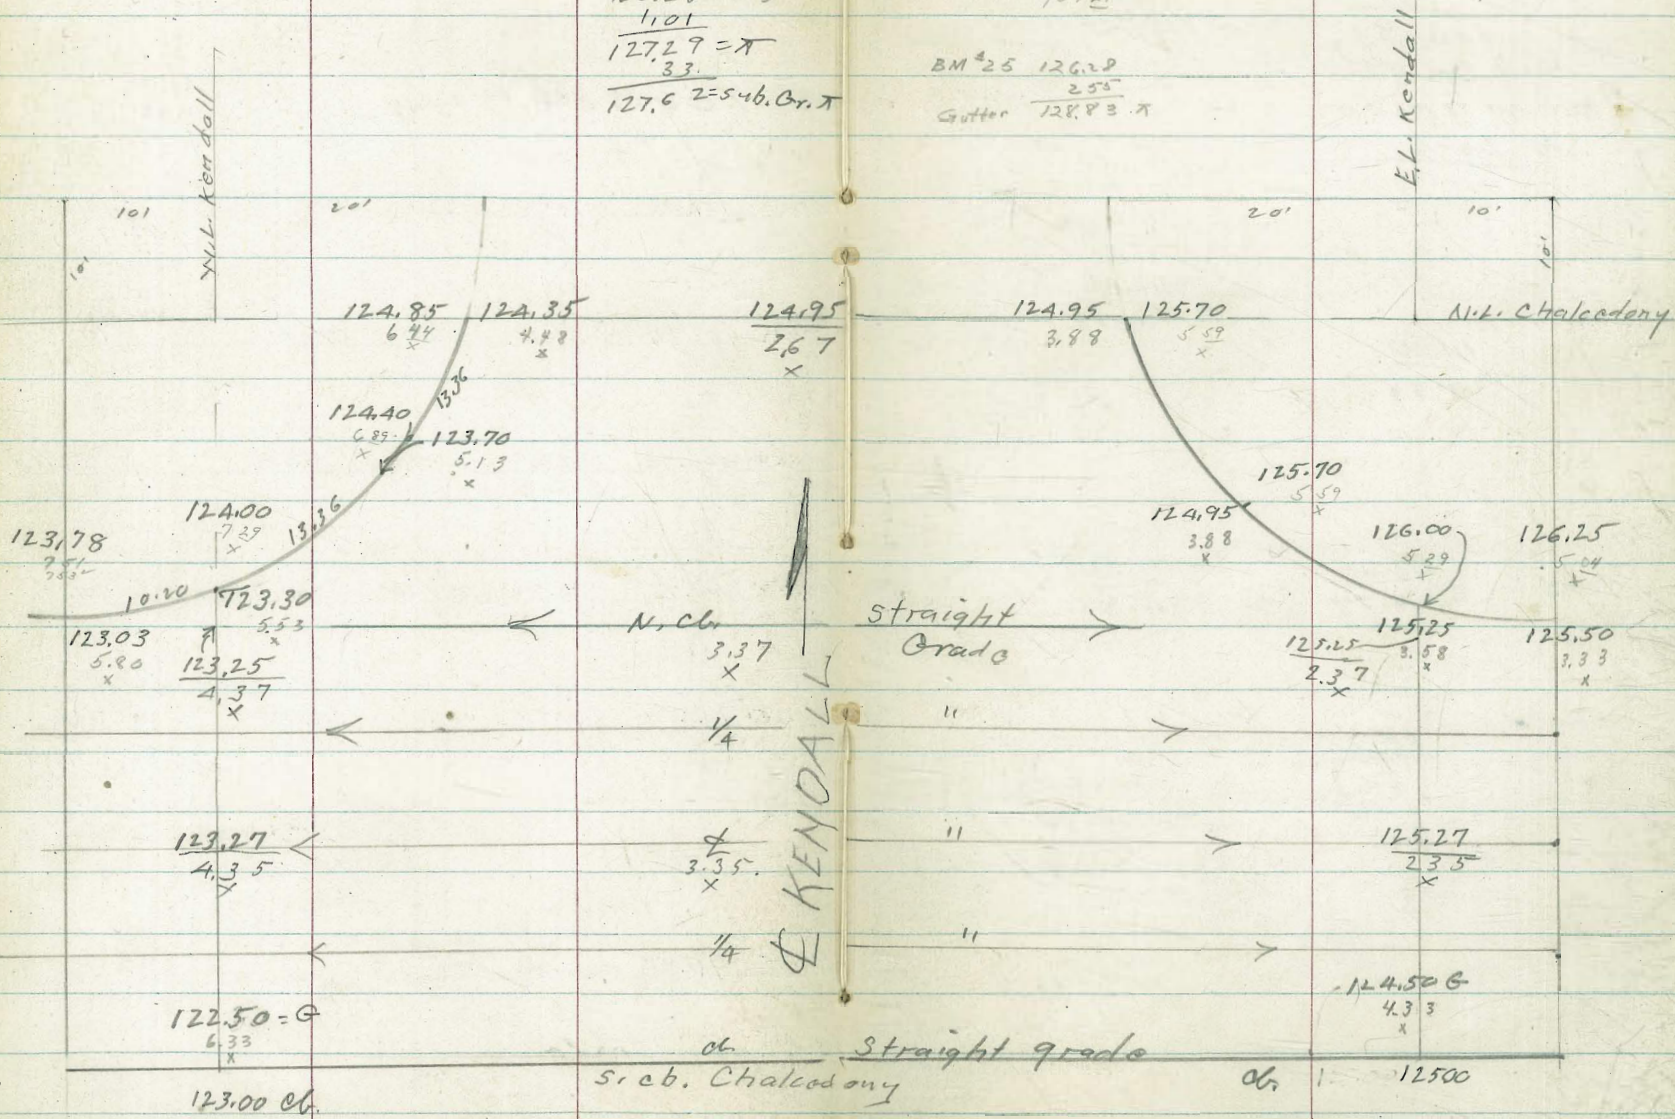 1.01
127.29 = π
33
127.62 = sub. Gr. π
BM #25 126.28
255
Gutter 128.83 π
W.L. Kendall
E.L. Kendall
10'
20'
20'
10'
10'
10'
124.85
6 44
x
124.35
4.48
x
124.95
2.67
x
124.95
3.88
125.70
5 59
x
N.L. Chalcedony
13.36
124.40
6 89
x
123.70
5.13
x
125.70
5 59
x
124.00
7 29
x
13.36
124.95
3.88
x
126.00
5 29
x
126.25
5 04
x
123.78
10.20
123.30
5.53
x
123.03
5.80
x
123.25
4.37
x
N. Cb.
3.37
x
Straight
Grade
125.25
2.37
x
125.25
3.58
x
125.50
3.33
x
1/4
"
123.27
4.35
x
℄
3.35.
x
"
125.27
2 35
x
1/4
"
℄ KENDALL
122.50 = G
6.33
x
124.50 G
4.33
x
cb. Straight grade
S. cb. Chalcedony
cb.
12500
123.00 cb.